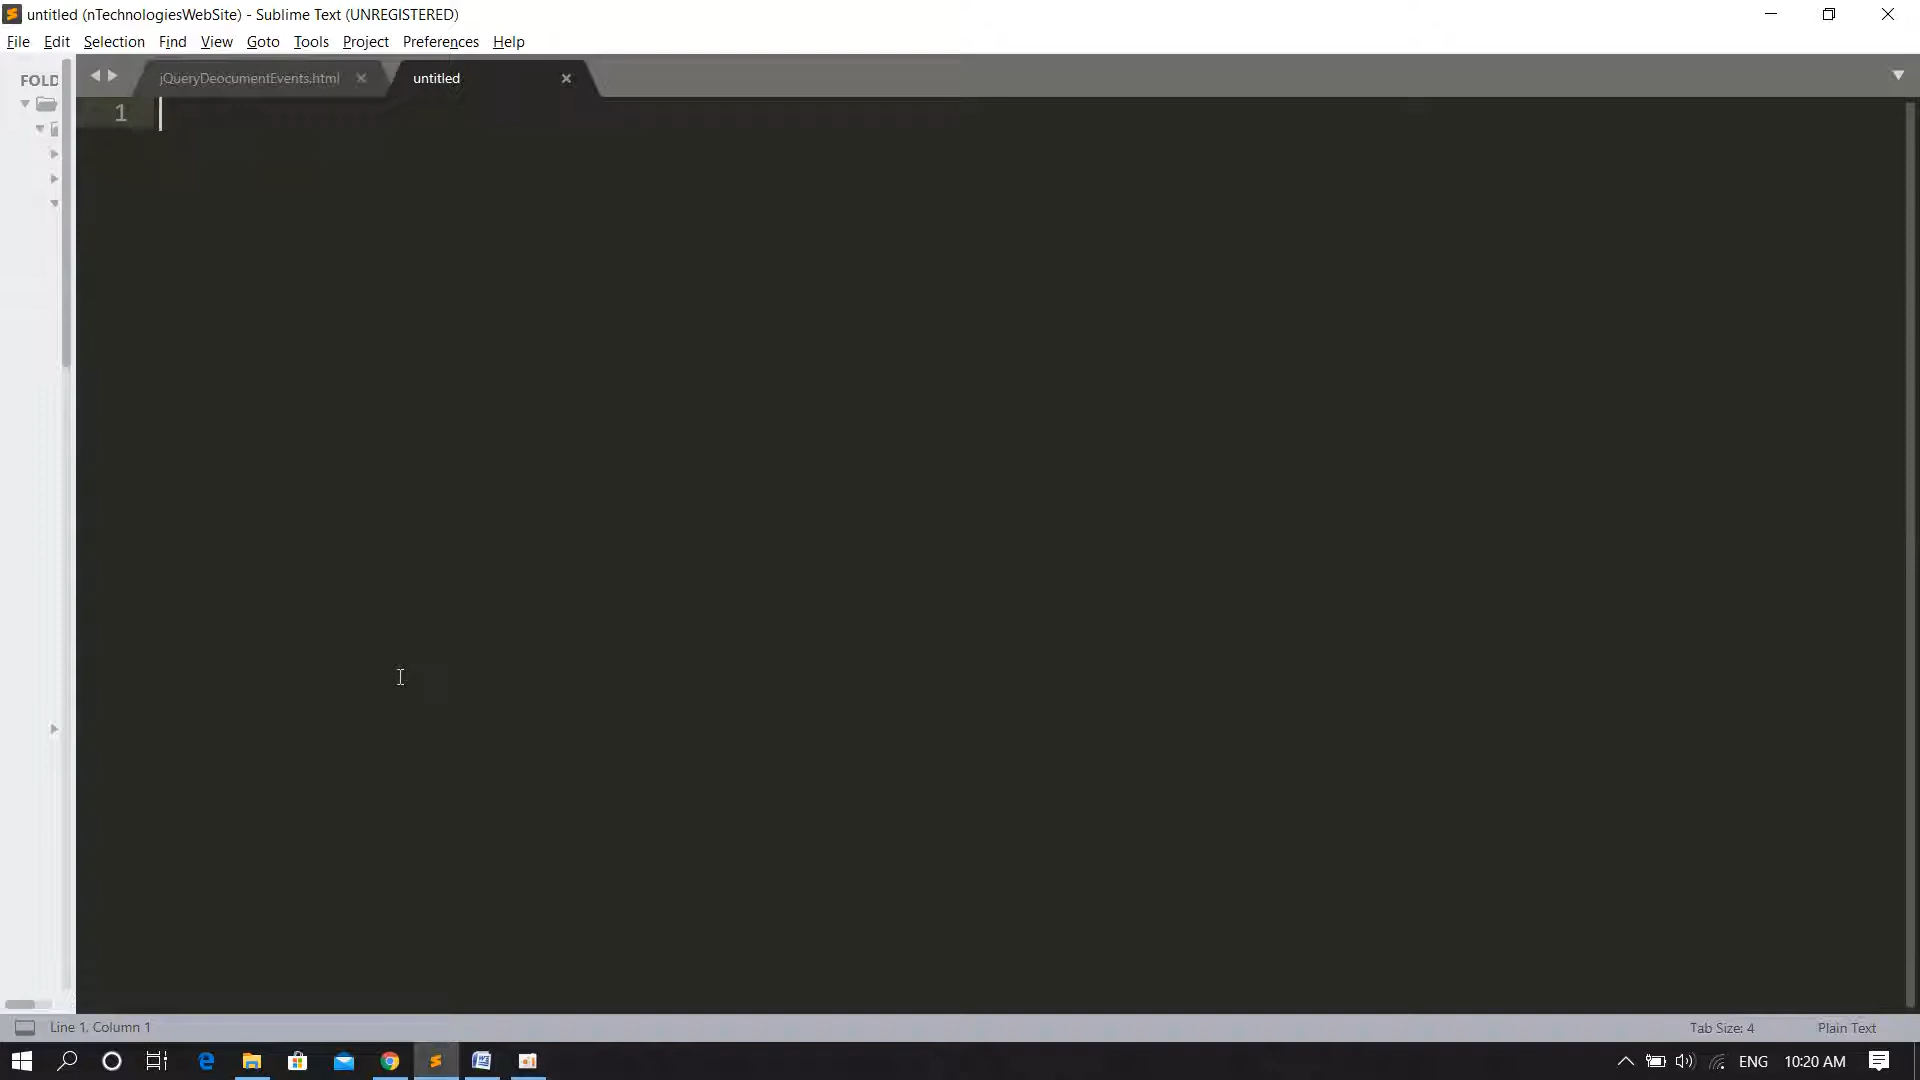 untitled (nTechnologiesWebSite) - Sublime Text (UNREGISTERED)
File Edit Selection Find View Goto Tools Project Preferences Help
FOLD
jQueryDeocumentEvents.html untitled
1
Line 1, Column 1 Tab Size: 4 Plain Text
ENG 10:20 AM